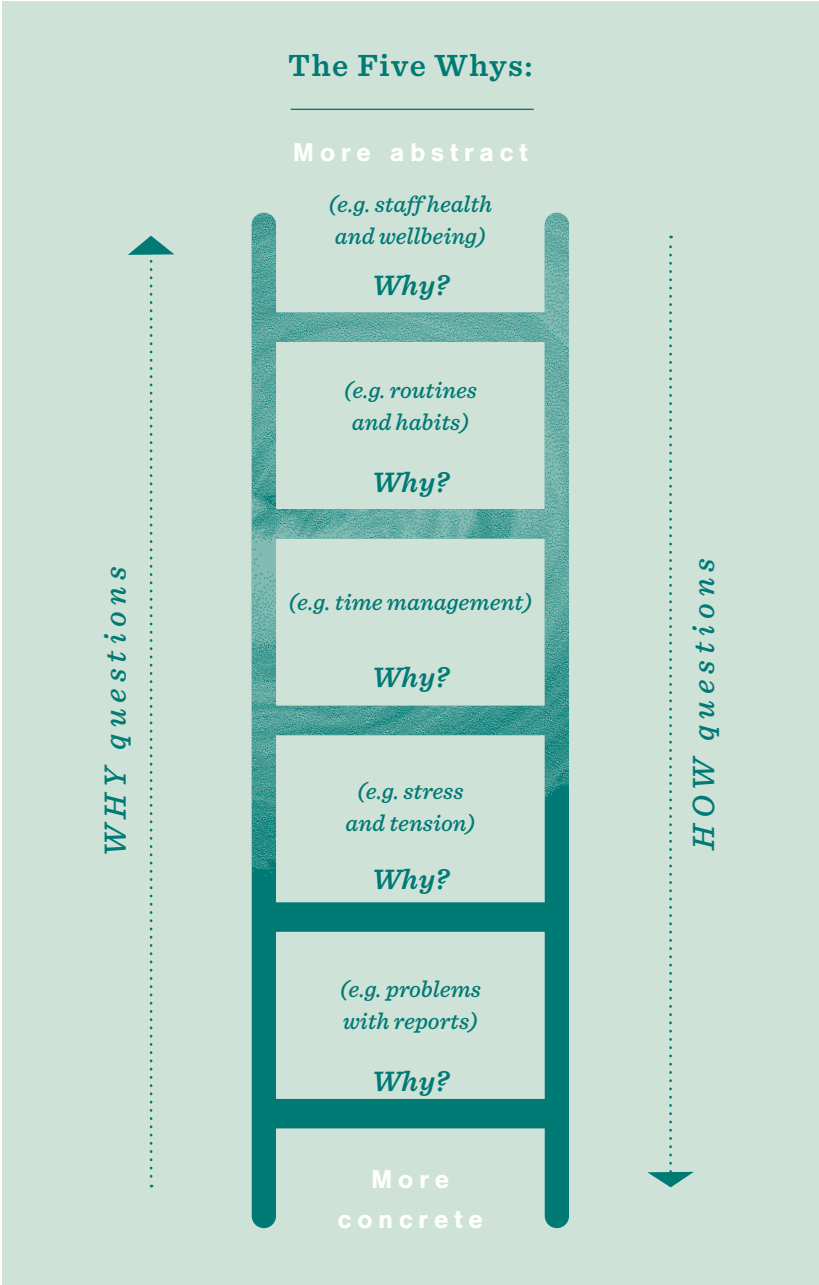 The Five Whys:
More abstract
(e.g. staff health
and wellbeing)
Why?
(e.g. routines
and habits)
Why?
(e.g. time management)
Why?
(e.g. stress
and tension)
Why?
(e.g. problems
with reports)
Why?
More
concrete
WHY questions
HOW questions